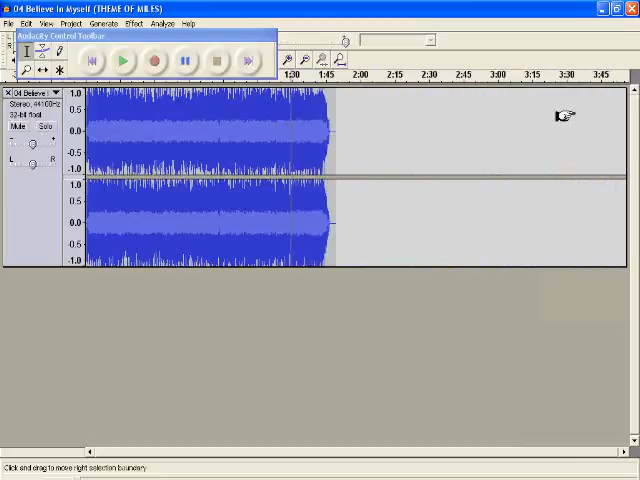 04 Believe In Myself (THEME OF MILES)
File Edit View Project Generate Effect Analyze Help
Audacity Control Toolbar
L
R
1:30 1:45 2:00 2:15 2:30 2:45 3:00 3:15 3:30 3:45
04 Believe I
Stereo, 44100Hz
32-bit float
Mute Solo
- +
L R
1.0
0.5
0.0
-0.5
-1.0
1.0
0.5
0.0
-0.5
-1.0
Click and drag to move right selection boundary